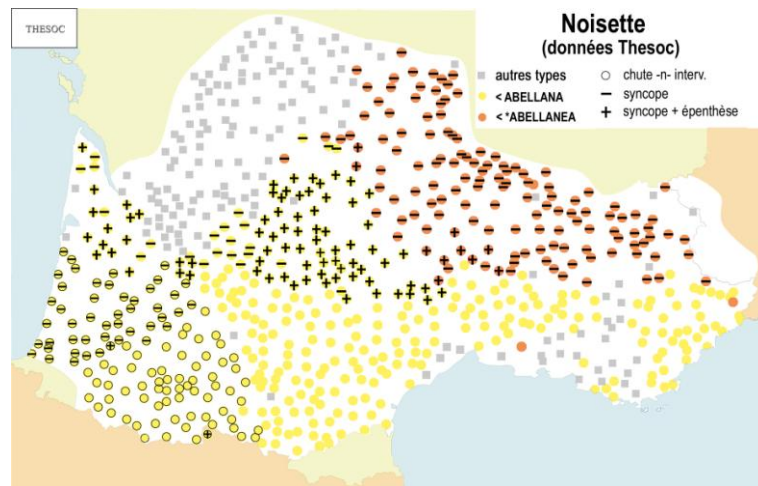 THESOC
Noisette
(données Thesoc)
autres types
< ABELLANA
< *ABELLANEA
chute -n- interv.
syncope
syncope + épenthèse